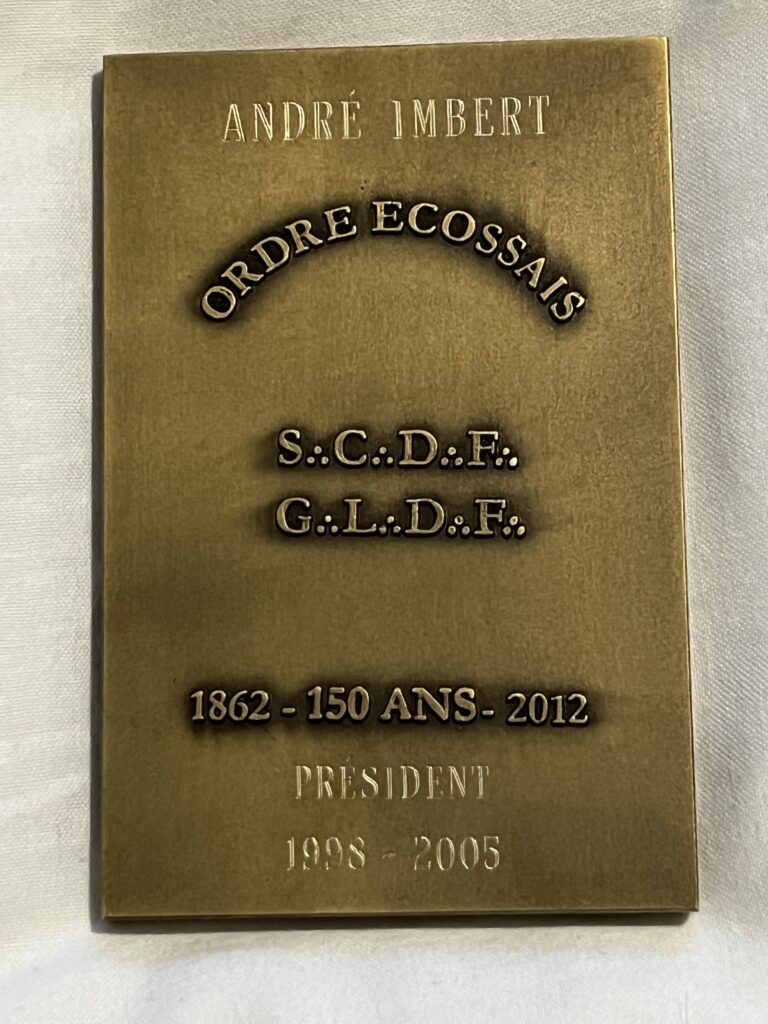 ANDRÉ IMBERT
ORDRE ECOSSAIS
S∴C∴D∴F∴
G∴L∴D∴F∴
1862 - 150 ANS - 2012
PRÉSIDENT
1998 - 2005